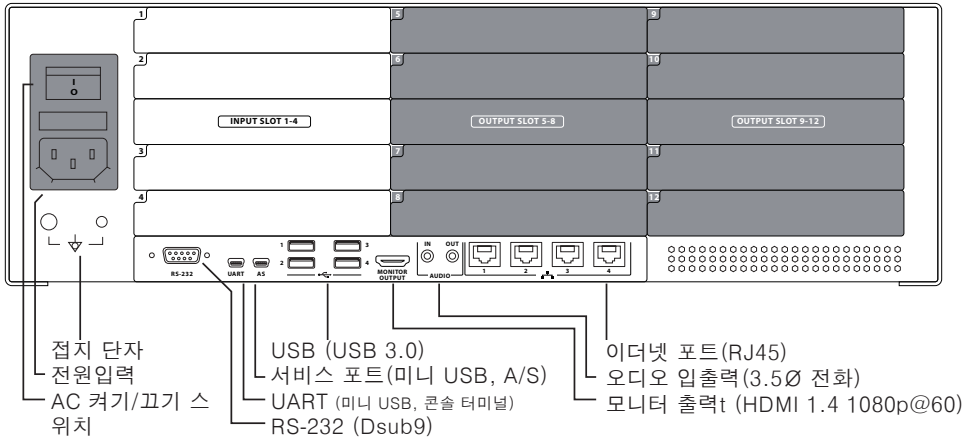 1 5 9
2 6 10
I
O
INPUT SLOT 1-4 OUTPUT SLOT 5-8 OUTPUT SLOT 9-12
3 7 11
4 8 12
RS-232 UART AS 1 2 3 4 MONITOR OUTPUT IN OUT AUDIO 1 2 3 4
접지 단자
전원입력
AC 켜기/끄기 스
위치
USB (USB 3.0)
서비스 포트(미니 USB, A/S)
UART (미니 USB, 콘솔 터미널)
RS-232 (Dsub9)
이더넷 포트(RJ45)
오디오 입출력(3.5Ø 전화)
모니터 출력t (HDMI 1.4 1080p@60)